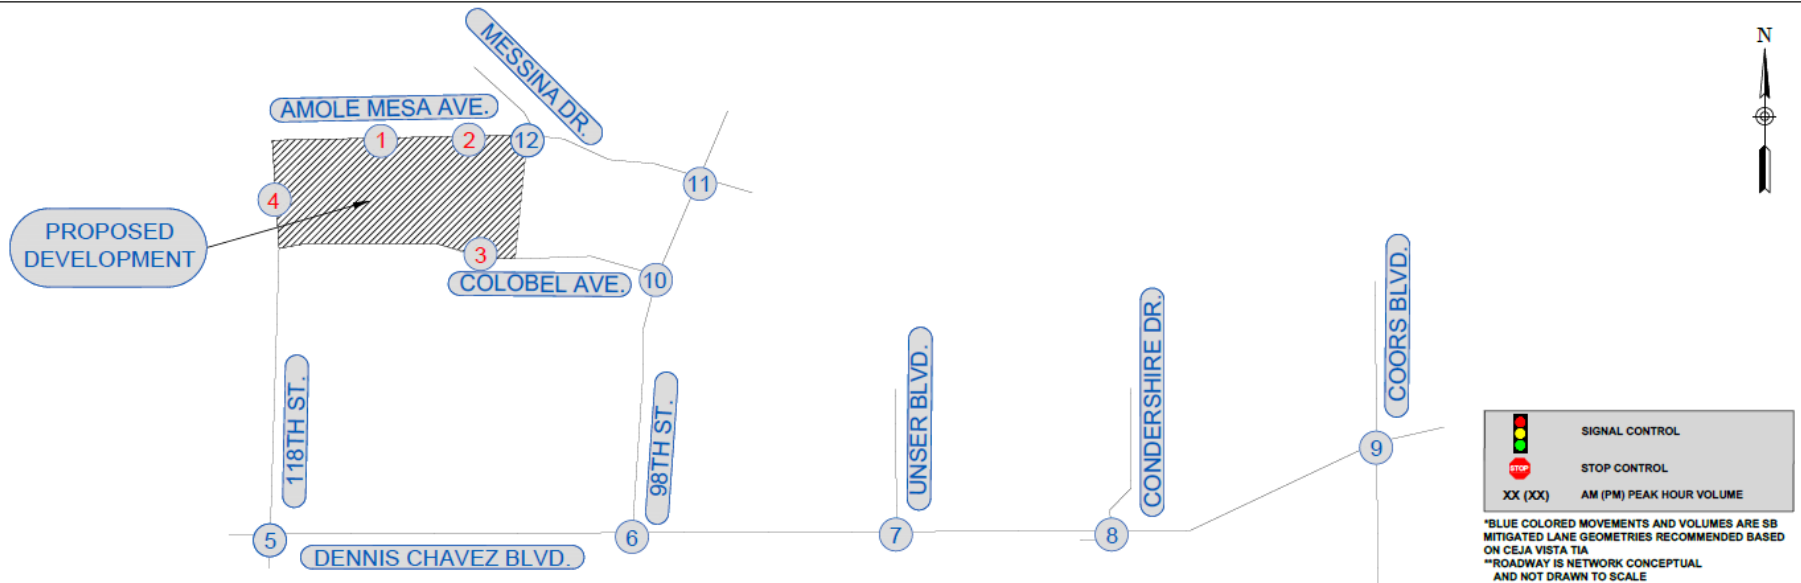 MESSINA DR.
N
AMOLE MESA AVE.
1
2
12
11
4
PROPOSED
DEVELOPMENT
3
COLOBEL AVE.
10
COORS BLVD.
CONDERSHIRE DR.
UNSER BLVD.
118TH ST.
98TH ST.
9
5
6
7
8
DENNIS CHAVEZ BLVD.
SIGNAL CONTROL
STOP
STOP CONTROL
XX (XX)
AM (PM) PEAK HOUR VOLUME
*BLUE COLORED MOVEMENTS AND VOLUMES ARE SB
MITIGATED LANE GEOMETRIES RECOMMENDED BASED
ON CEJA VISTA TIA
**ROADWAY IS NETWORK CONCEPTUAL
AND NOT DRAWN TO SCALE